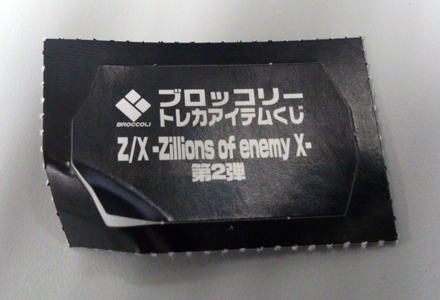 ブロッコリー
BROCCOLI トレカアイテムくじ
Z/X -Zillions of enemy X-
第2弾